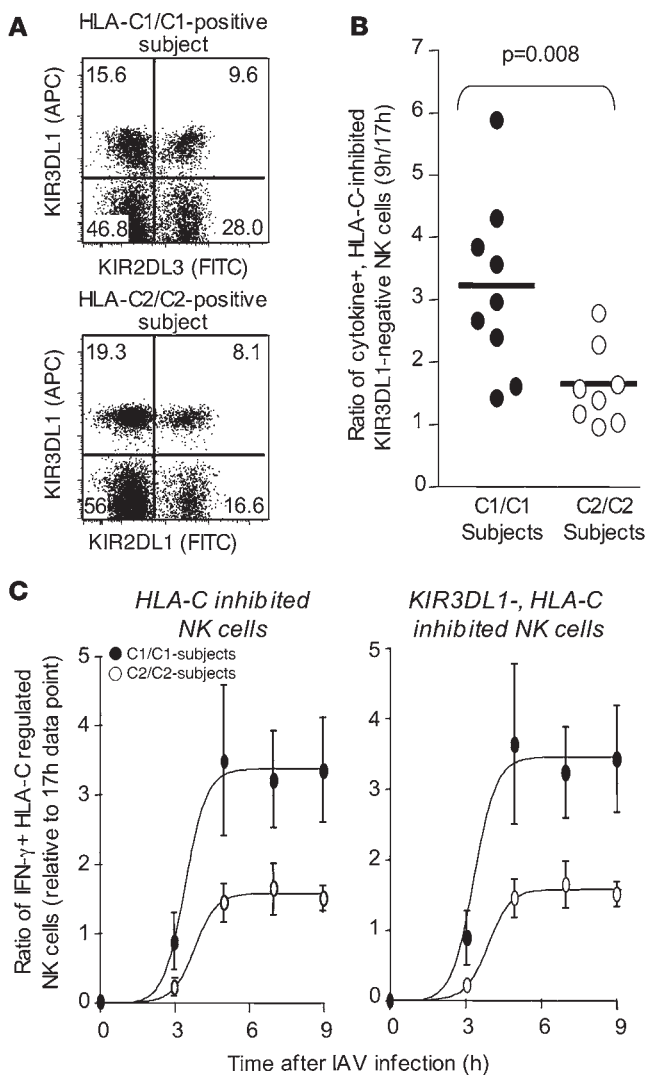 A
HLA-C1/C1-positive
subject
15.6
9.6
KIR3DL1 (APC)
46.8
28.0
KIR2DL3 (FITC)
HLA-C2/C2-positive
subject
19.3
8.1
KIR3DL1 (APC)
56
16.6
KIR2DL1 (FITC)
B
7
6
5
4
3
2
1
0
p=0.008
Ratio of cytokine+, HLA-C-inhibited
KIR3DL1-negative NK cells (9h/17h)
C1/C1
Subjects
C2/C2
Subjects
C
HLA-C inhibited
NK cells
C1/C1-subjects
C2/C2-subjects
Ratio of IFN-γ+ HLA-C regulated
NK cells (relative to 17h data point)
5
4
3
2
1
0
0
3
6
9
KIR3DL1-, HLA-C
inhibited NK cells
5
4
3
2
1
0
0
3
6
9
Time after IAV infection (h)